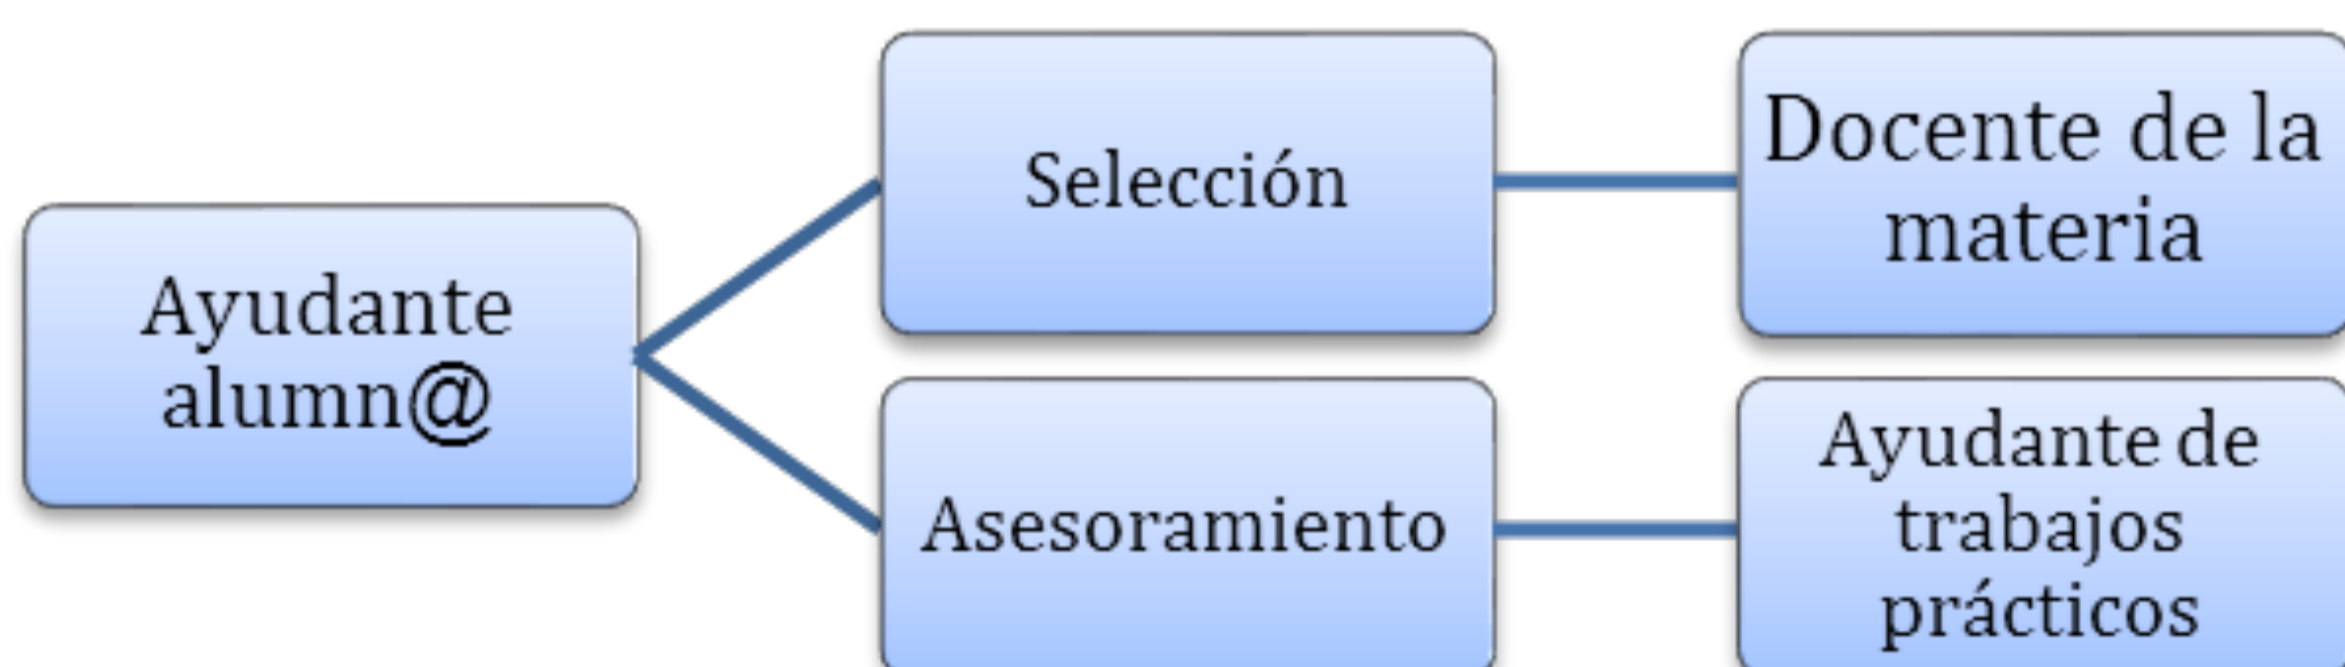 Ayudante
alumn@
Selección
Docente de la
materia
Asesoramiento
Ayudante de
trabajos
prácticos